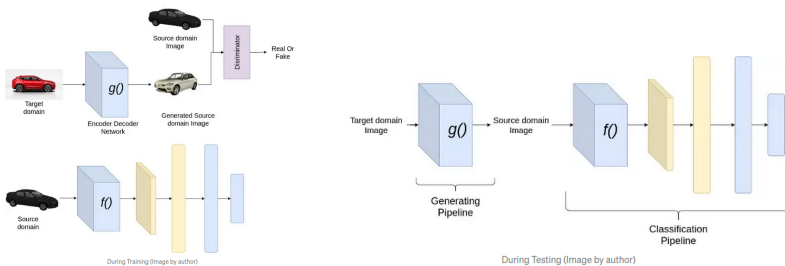 Source domain
Image
Disriminator
Real Or
Fake
g()
Target
domain
Encoder Decoder
Network
Generated Source
domain Image
f()
Source
domain
During Training (Image by author)
Target domain
Image
g()
Source domain
Image
f()
Generating
Pipeline
Classification
Pipeline
During Testing (Image by author)